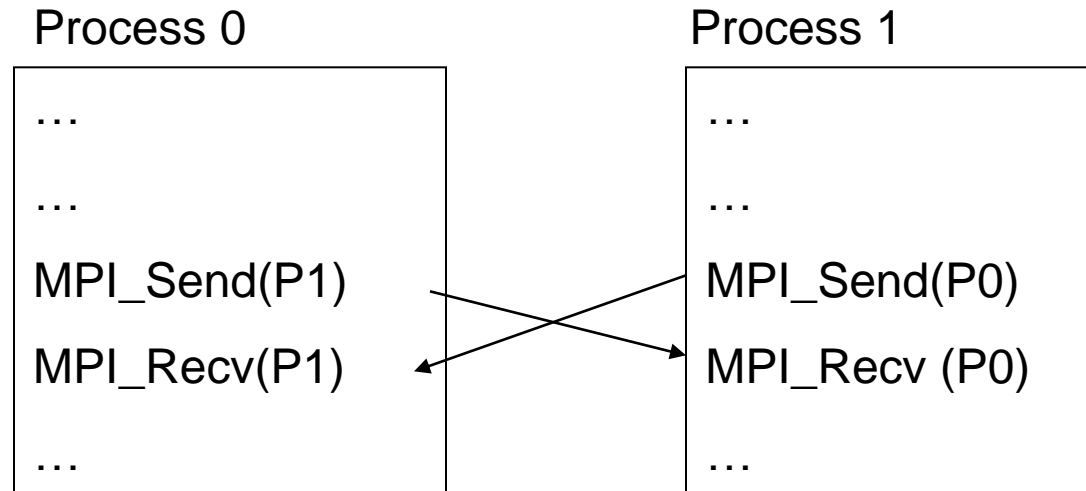 Process 0
…
…
MPI_Send(P1)
MPI_Recv(P1)
…
Process 1
…
…
MPI_Send(P0)
MPI_Recv (P0)
…